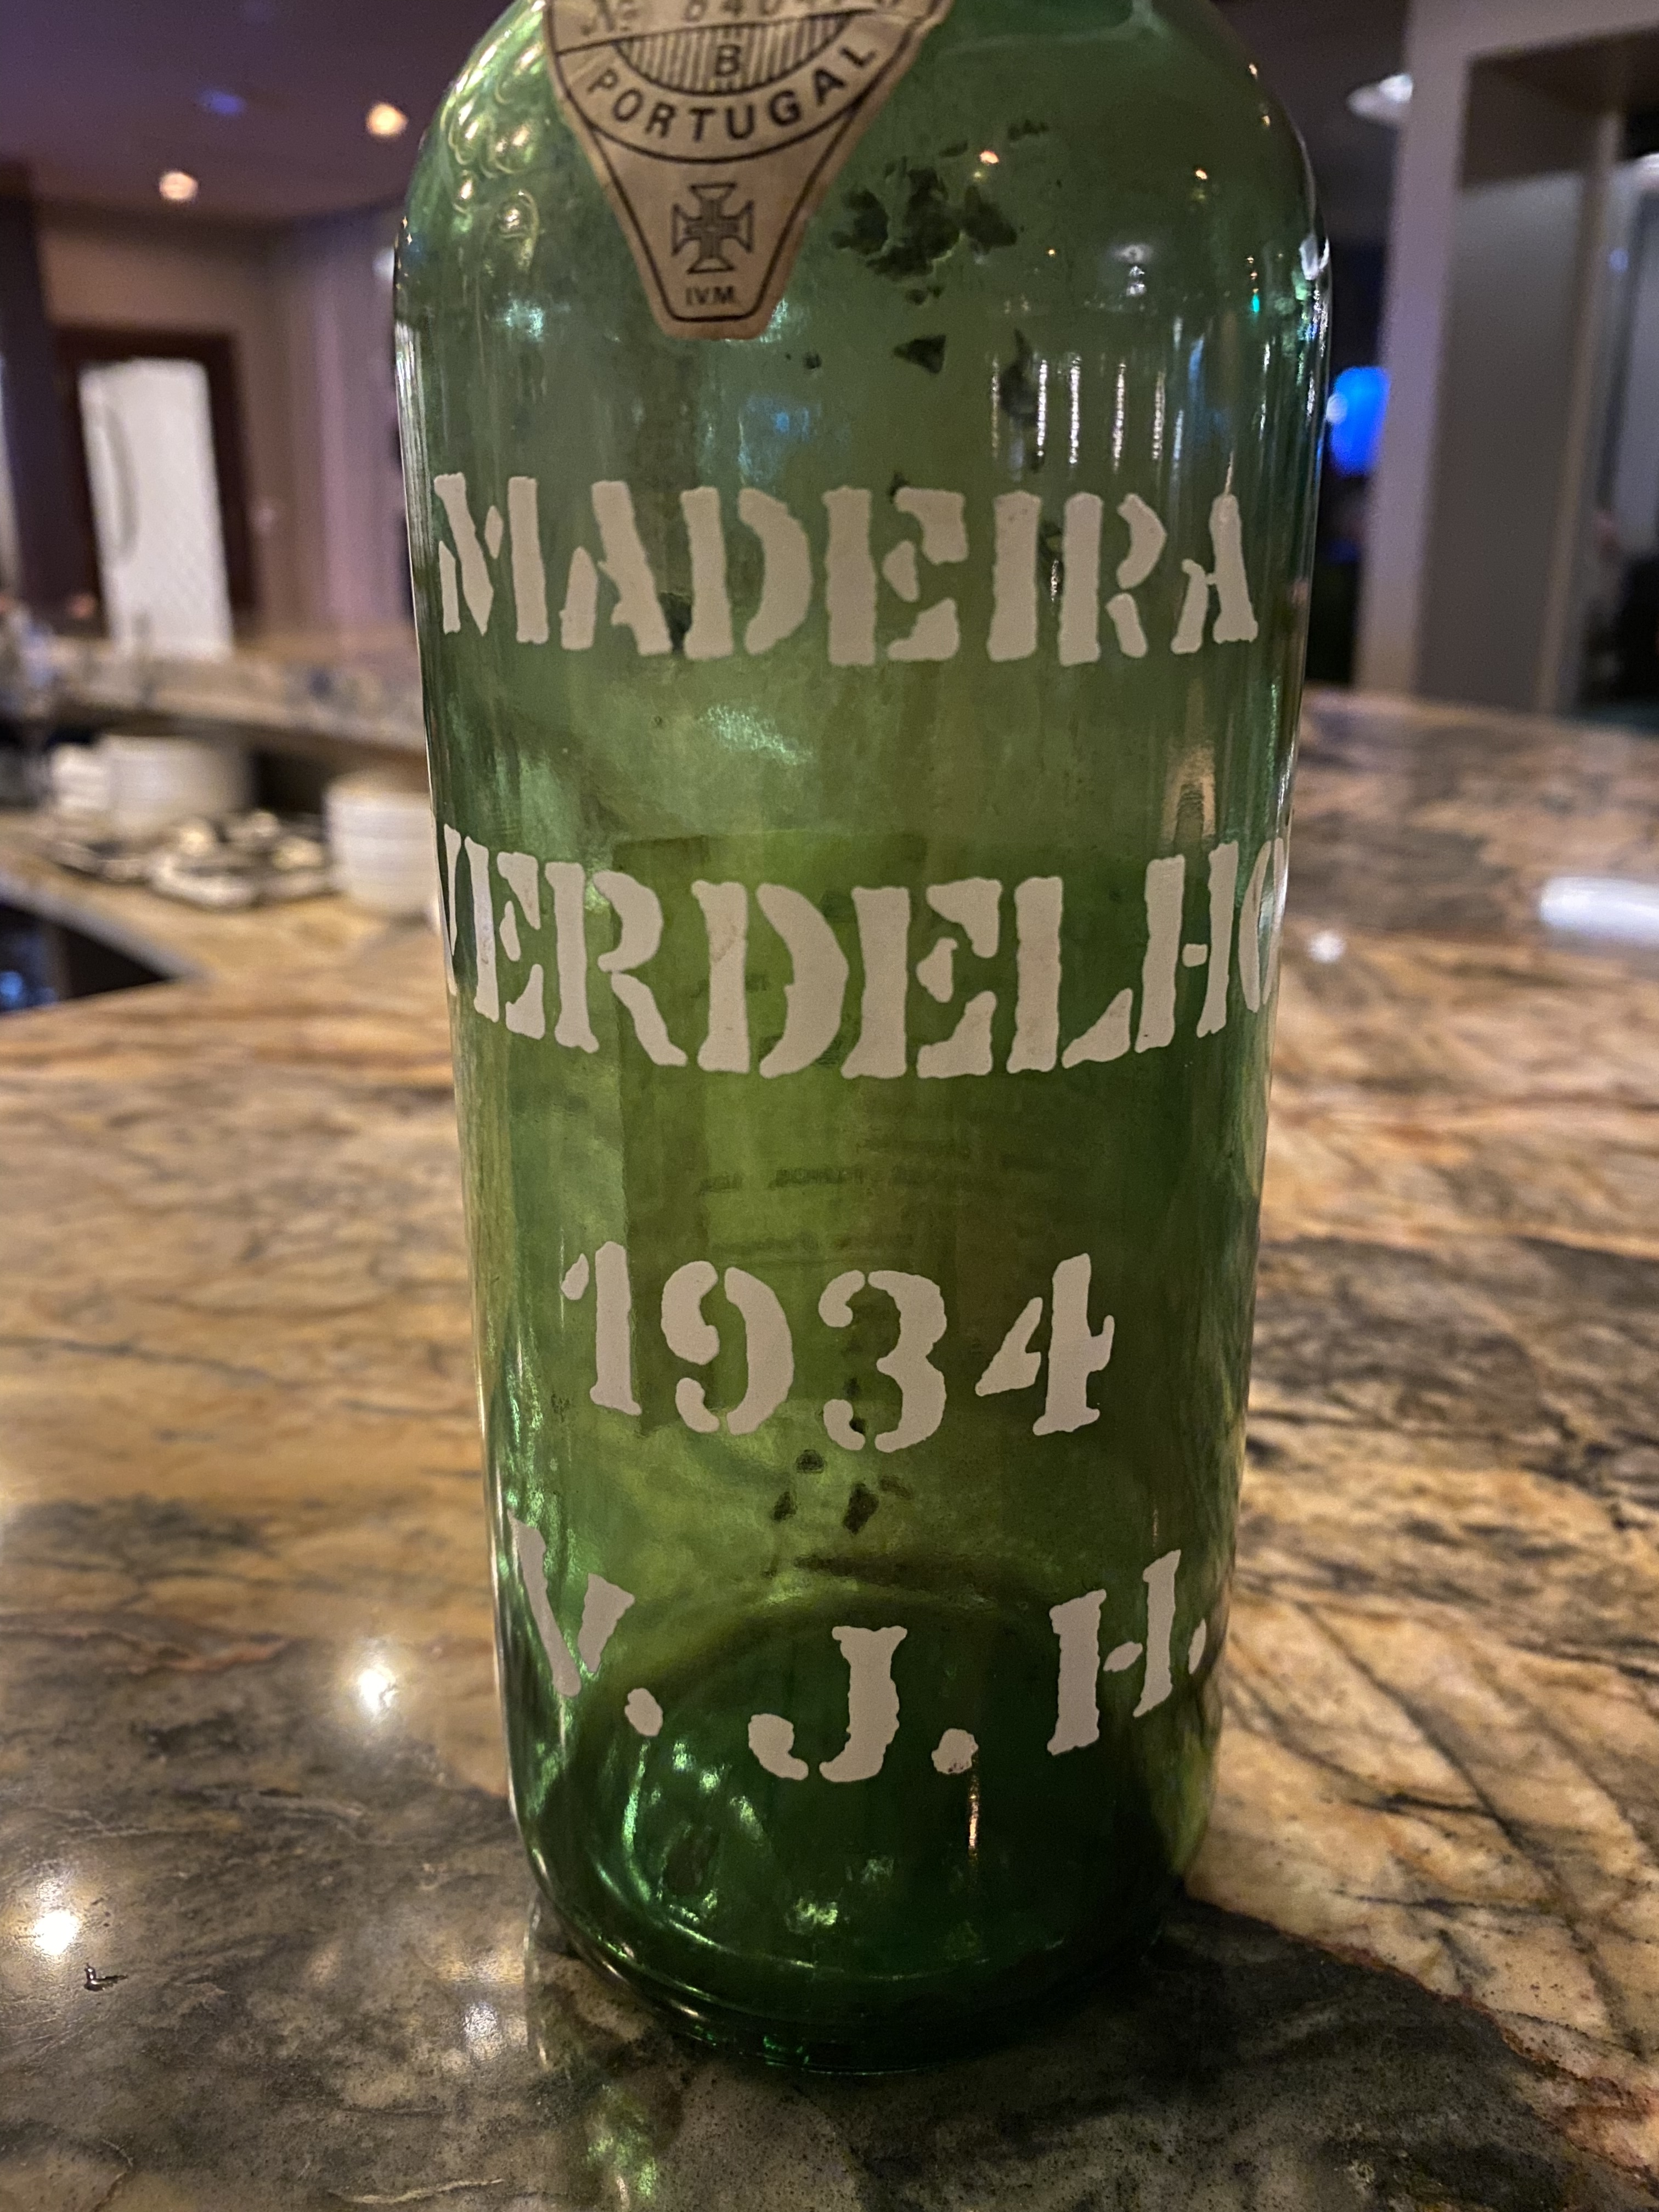 B
PORTUGAL
IVM
MADEIRA
VERDELHO
1934
V. J. H.